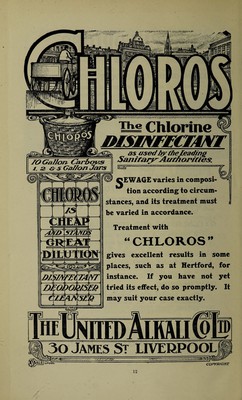 CHLOROS
CHLOROS
The Chlorine
DISINFECTANT
as used by the leading
Sanitary Authorities.
10 Gallon Carboys
1, 2 & 5 Gallon Jars
CHLOROS
IS
CHEAP
AND STANDS
GREAT
DILUTION
DISINFECTANT
DEODORISER
CLEANSER
SEWAGE varies in composi-
tion according to circum-
stances, and its treatment must
be varied in accordance.
Treatment with
"CHLOROS"
gives excellent results in some
places, such as at Hertford, for
instance. If you have not yet
tried its effect, do so promptly. It
may suit your case exactly.
THE UNITED ALKALI CO LTD
30 JAMES ST LIVERPOOL
COPYRIGHT